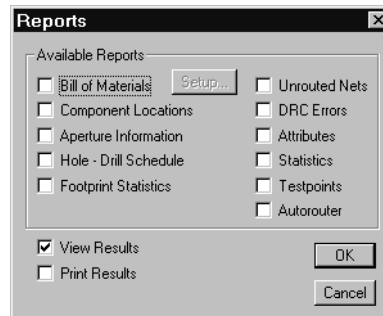 Reports
Available Reports
Bill of Materials
Setup...
Component Locations
Aperture Information
Hole - Drill Schedule
Footprint Statistics
Unrouted Nets
DRC Errors
Attributes
Statistics
Testpoints
Autorouter
View Results
Print Results
OK
Cancel